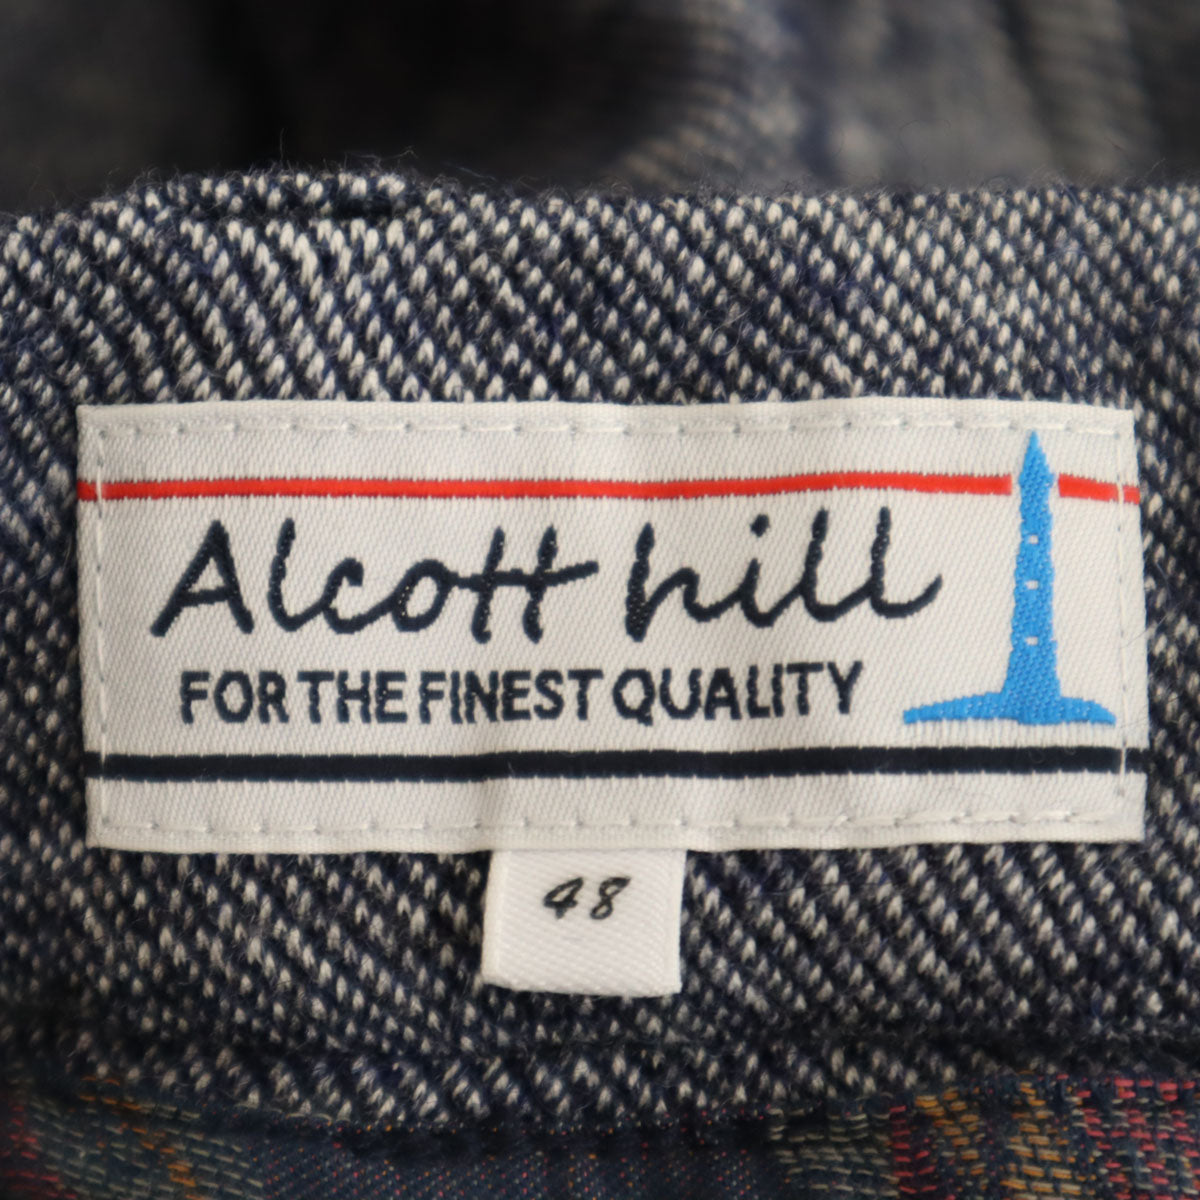 Alcott hill
FOR THE FINEST QUALITY
48